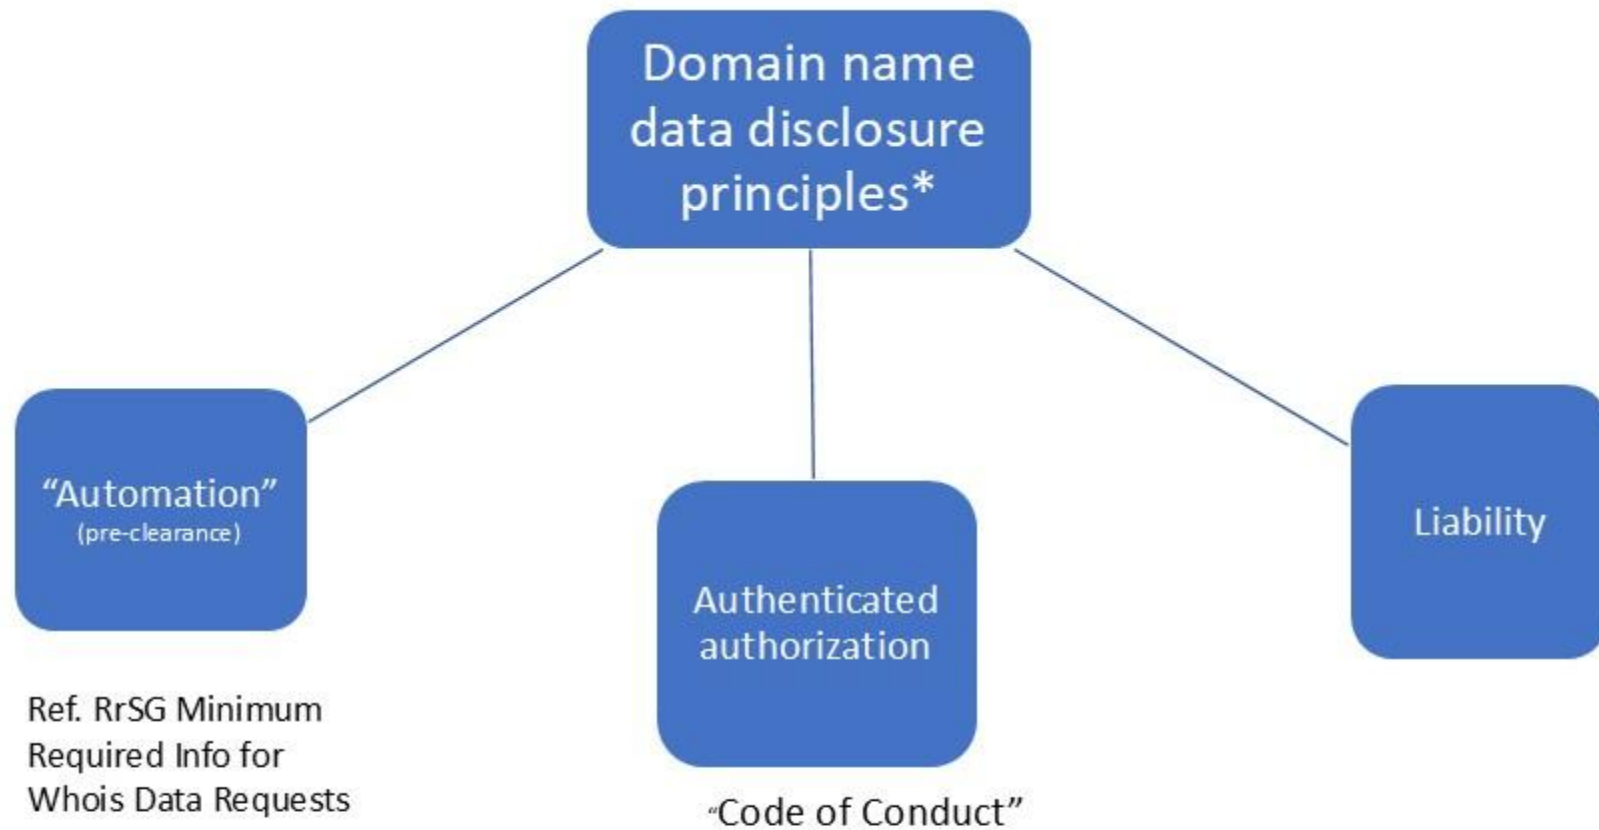 Domain name
data disclosure
principles*
“Automation”
(pre-clearance)
Liability
Authenticated
authorization
Ref. RrSG Minimum
Required Info for
Whois Data Requests
“Code of Conduct”